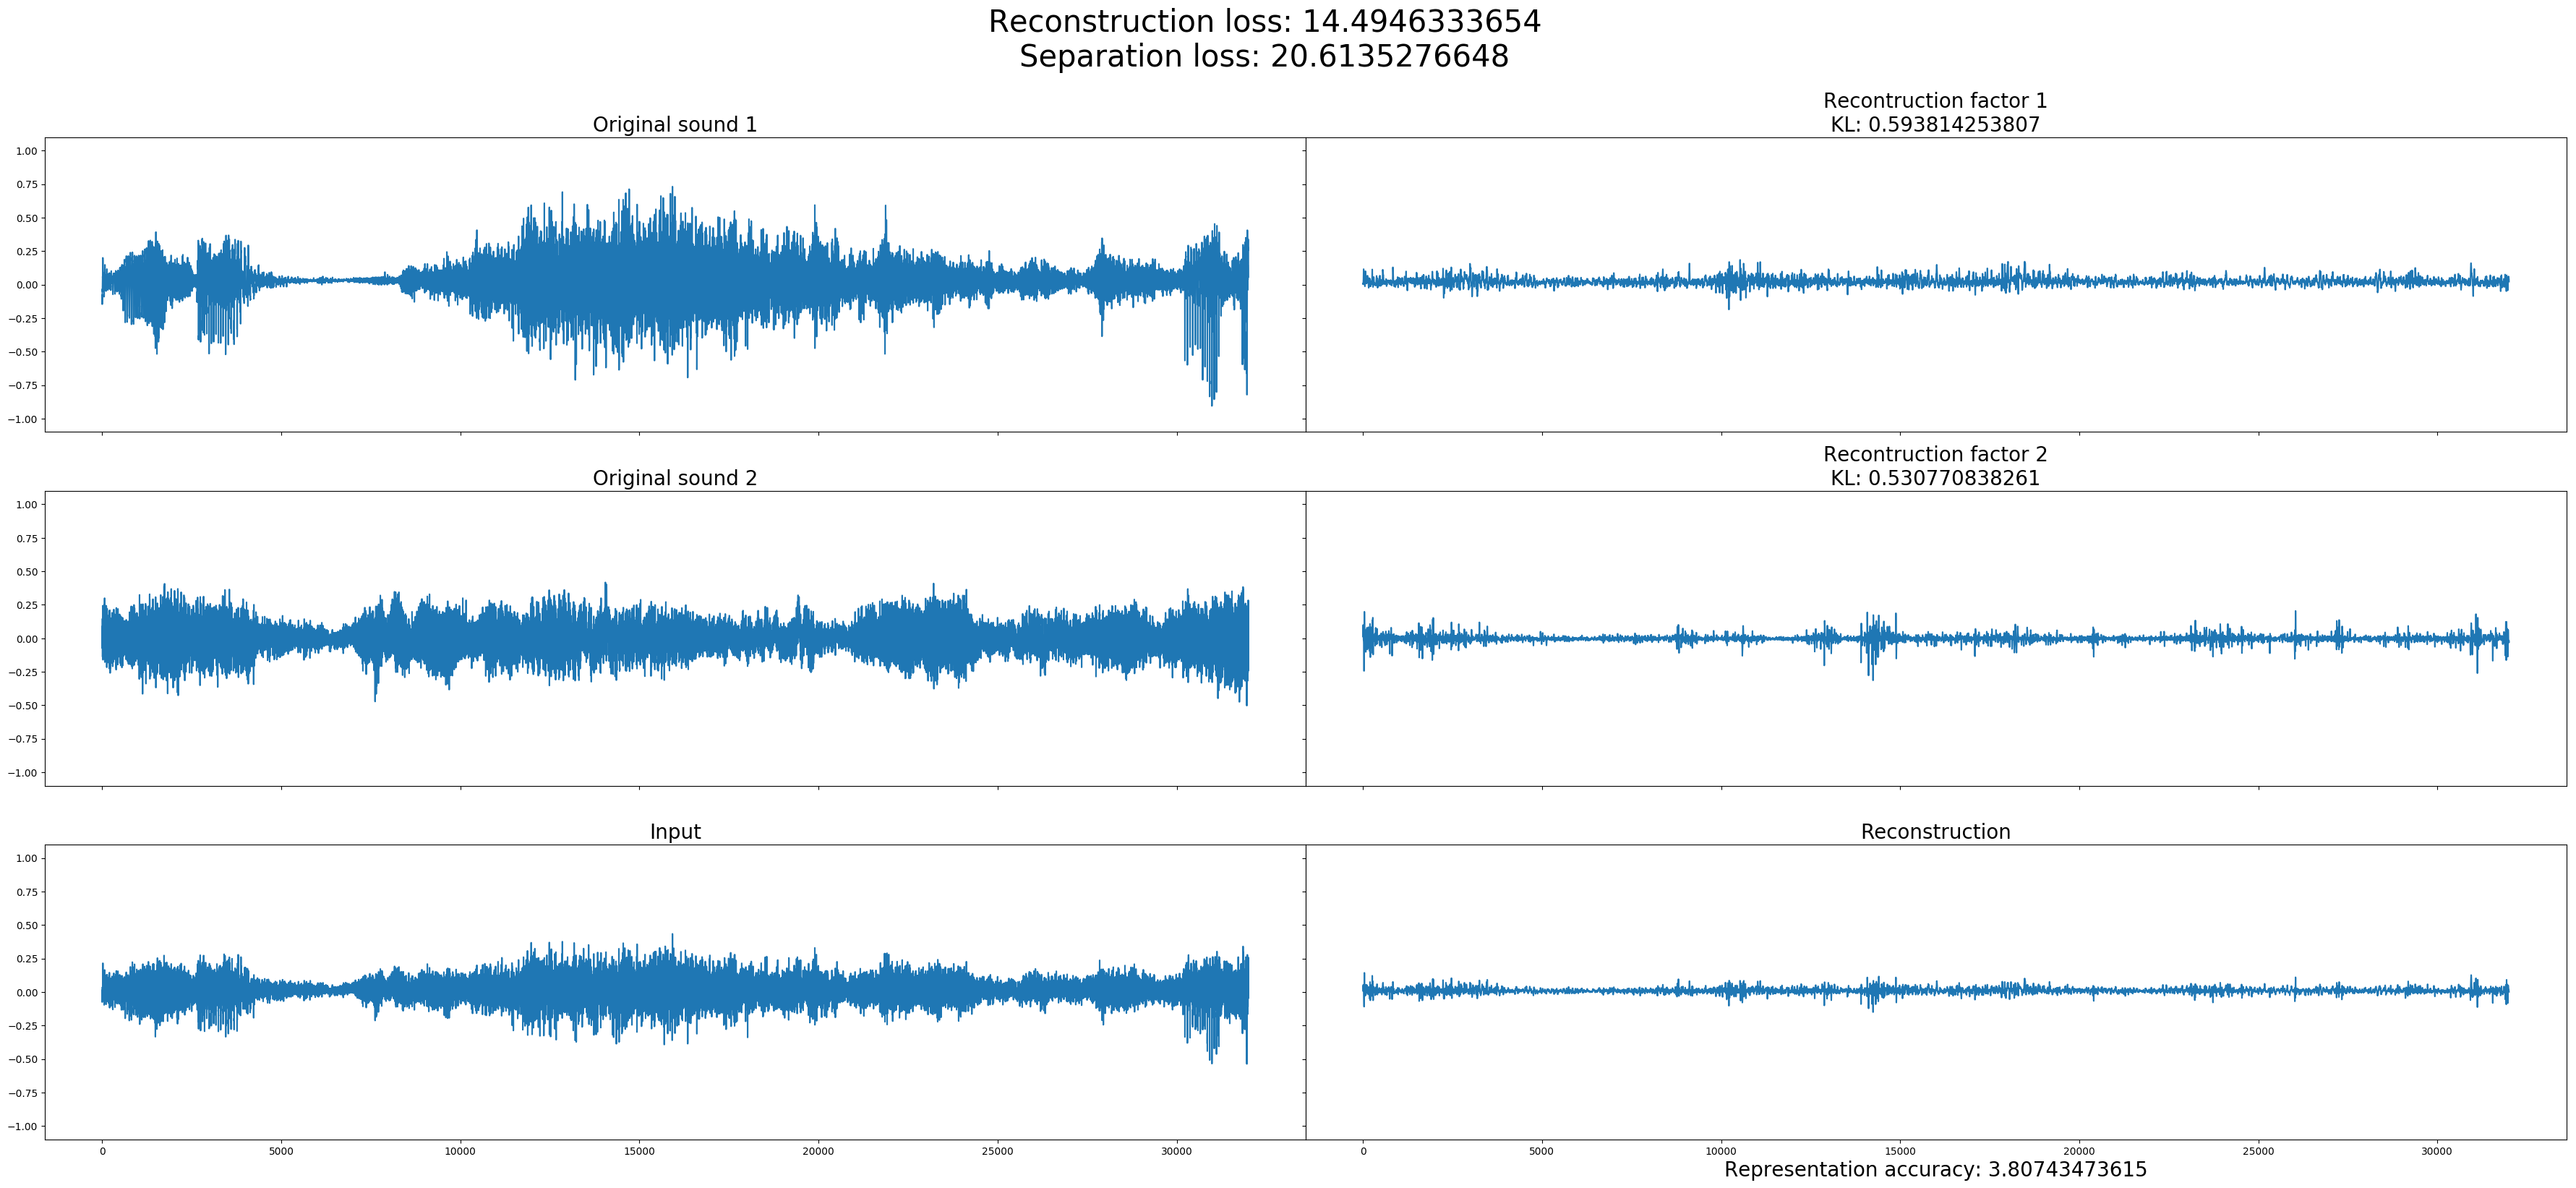 Reconstruction loss: 14.4946333654
Separation loss: 20.6135276648
Original sound 1
Recontruction factor 1
KL: 0.593814253807
1.00
0.75
0.50
0.25
0.00
−0.25
−0.50
−0.75
−1.00
Original sound 2
Recontruction factor 2
KL: 0.530770838261
1.00
0.75
0.50
0.25
0.00
−0.25
−0.50
−0.75
−1.00
Input
Reconstruction
1.00
0.75
0.50
0.25
0.00
−0.25
−0.50
−0.75
−1.00
0 5000 10000 15000 20000 25000 30000
0 5000 10000 15000 20000 25000 30000
Representation accuracy: 3.80743473615